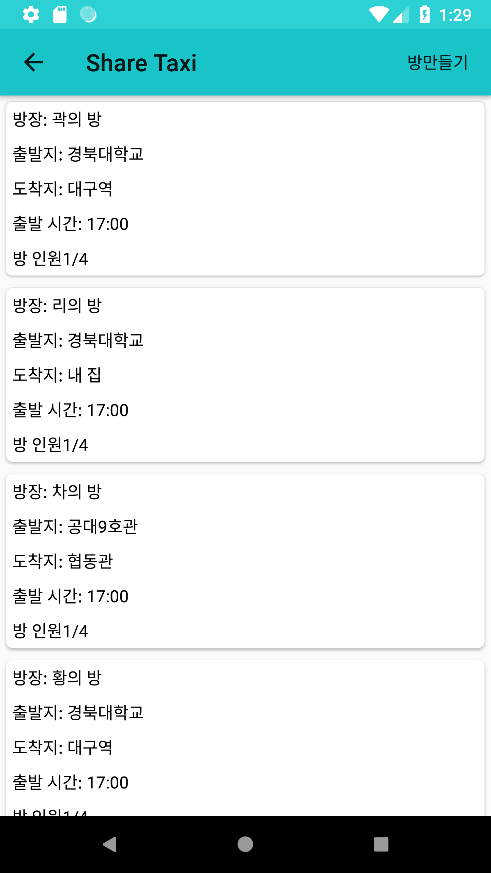 1:29
Share Taxi
방만들기
방장: 곽의 방
출발지: 경북대학교
도착지: 대구역
출발 시간: 17:00
방 인원1/4
방장: 리의 방
출발지: 경북대학교
도착지: 내 집
출발 시간: 17:00
방 인원1/4
방장: 차의 방
출발지: 공대9호관
도착지: 협동관
출발 시간: 17:00
방 인원1/4
방장: 황의 방
출발지: 경북대학교
도착지: 대구역
출발 시간: 17:00
방 인원1/4